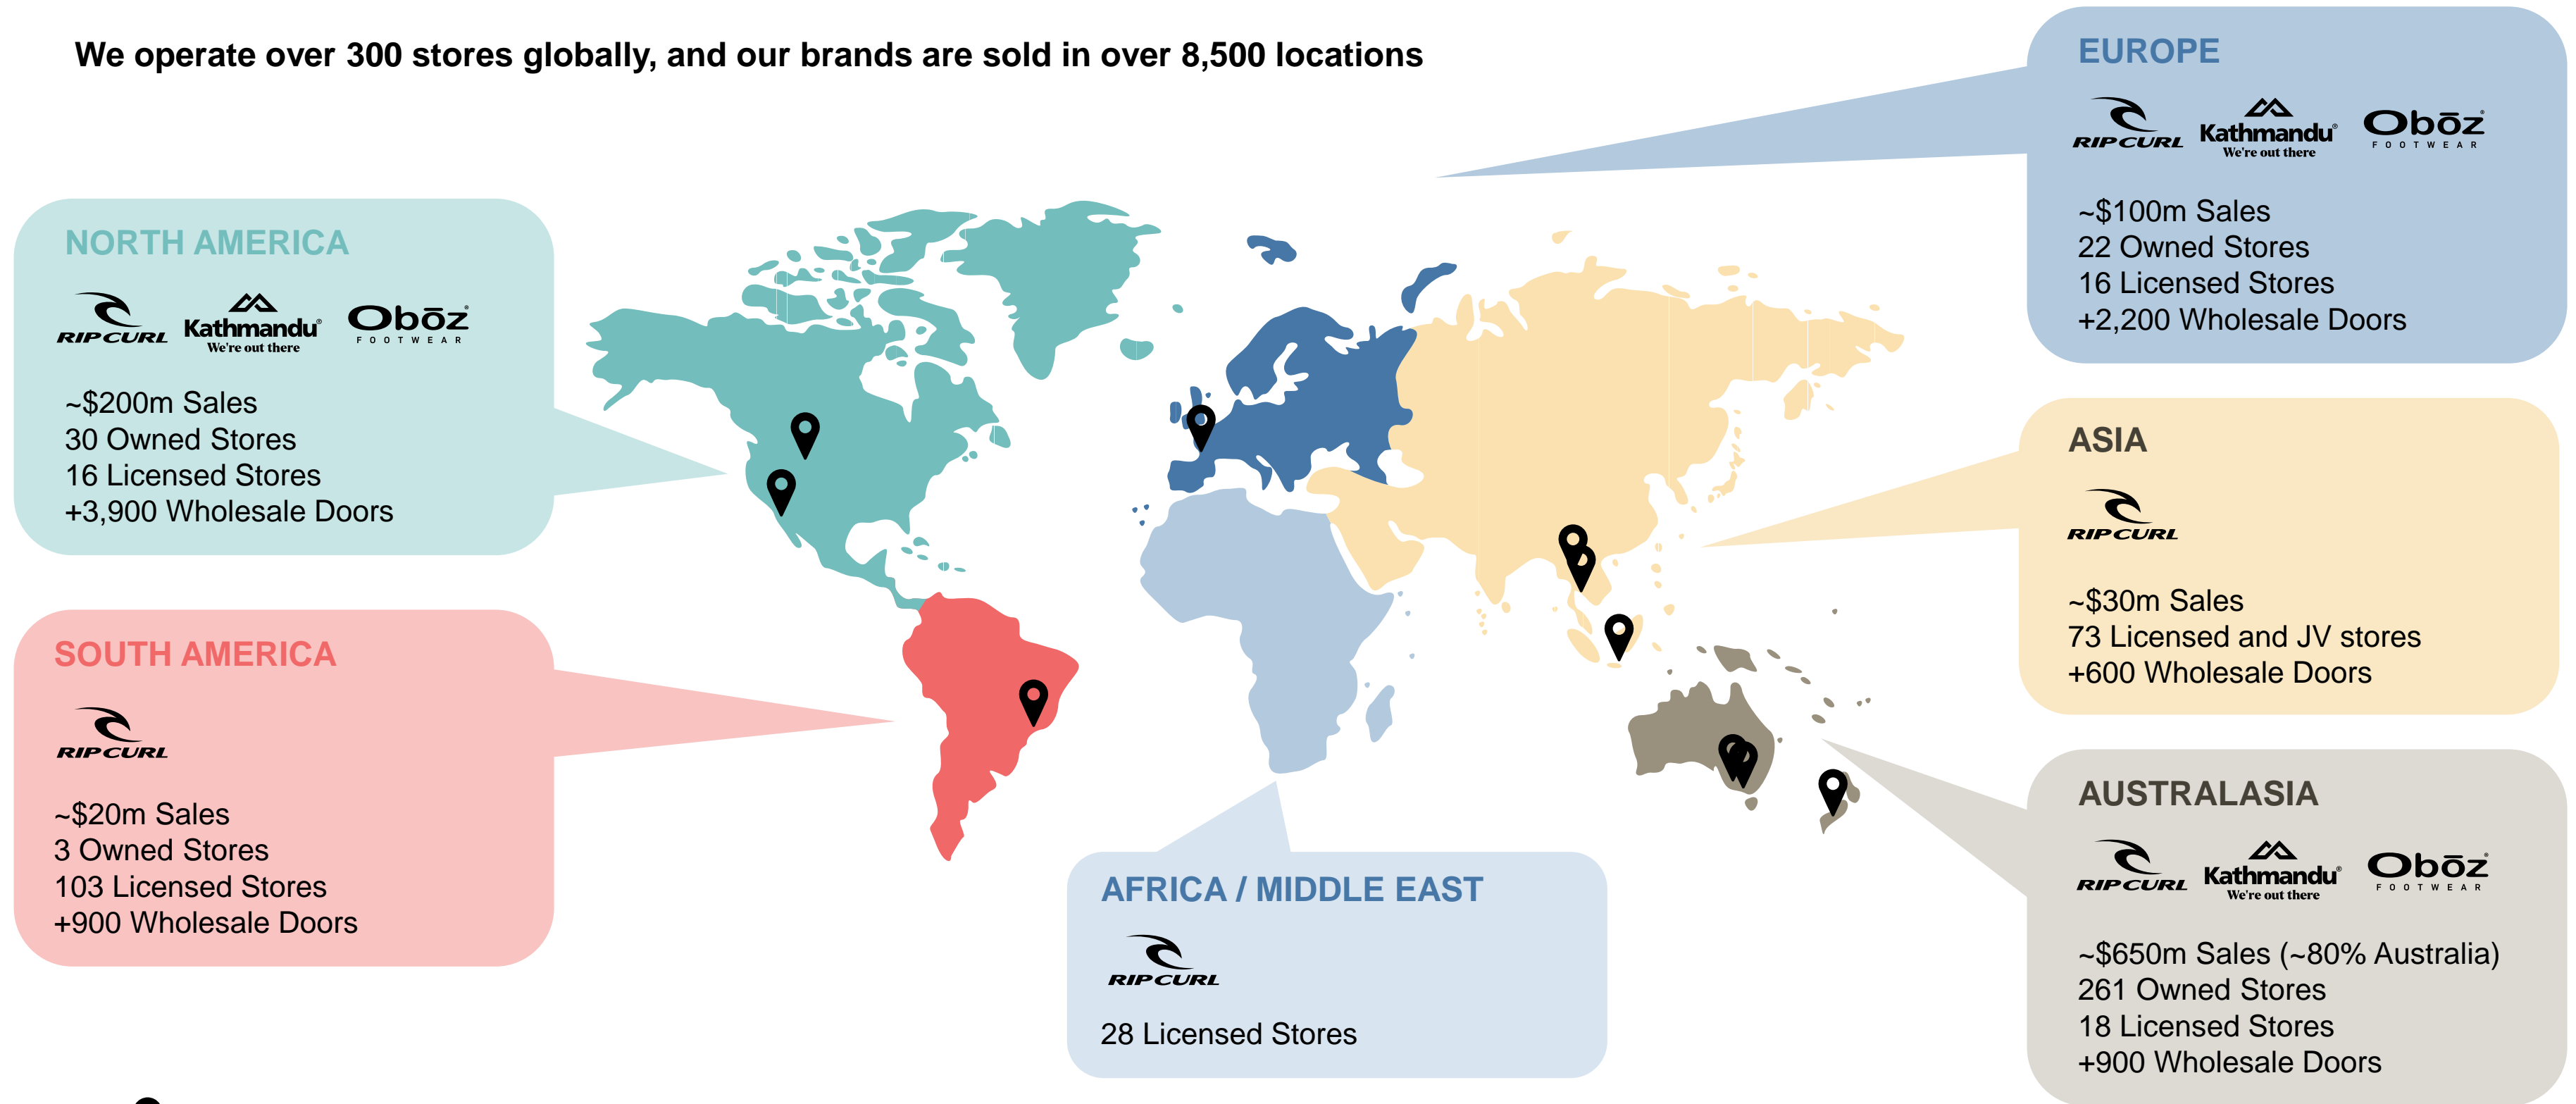 We operate over 300 stores globally, and our brands are sold in over 8,500 locations
NORTH AMERICA
RIP CURL
Kathmandu®
We're out there
Obōz®
FOOTWEAR
~$200m Sales
30 Owned Stores
16 Licensed Stores
+3,900 Wholesale Doors
SOUTH AMERICA
RIP CURL
~$20m Sales
3 Owned Stores
103 Licensed Stores
+900 Wholesale Doors
AFRICA / MIDDLE EAST
RIP CURL
28 Licensed Stores
EUROPE
RIP CURL
Kathmandu®
We're out there
Obōz®
FOOTWEAR
~$100m Sales
22 Owned Stores
16 Licensed Stores
+2,200 Wholesale Doors
ASIA
RIP CURL
~$30m Sales
73 Licensed and JV stores
+600 Wholesale Doors
AUSTRALASIA
RIP CURL
Kathmandu®
We're out there
Obōz®
FOOTWEAR
~$650m Sales (~80% Australia)
261 Owned Stores
18 Licensed Stores
+900 Wholesale Doors